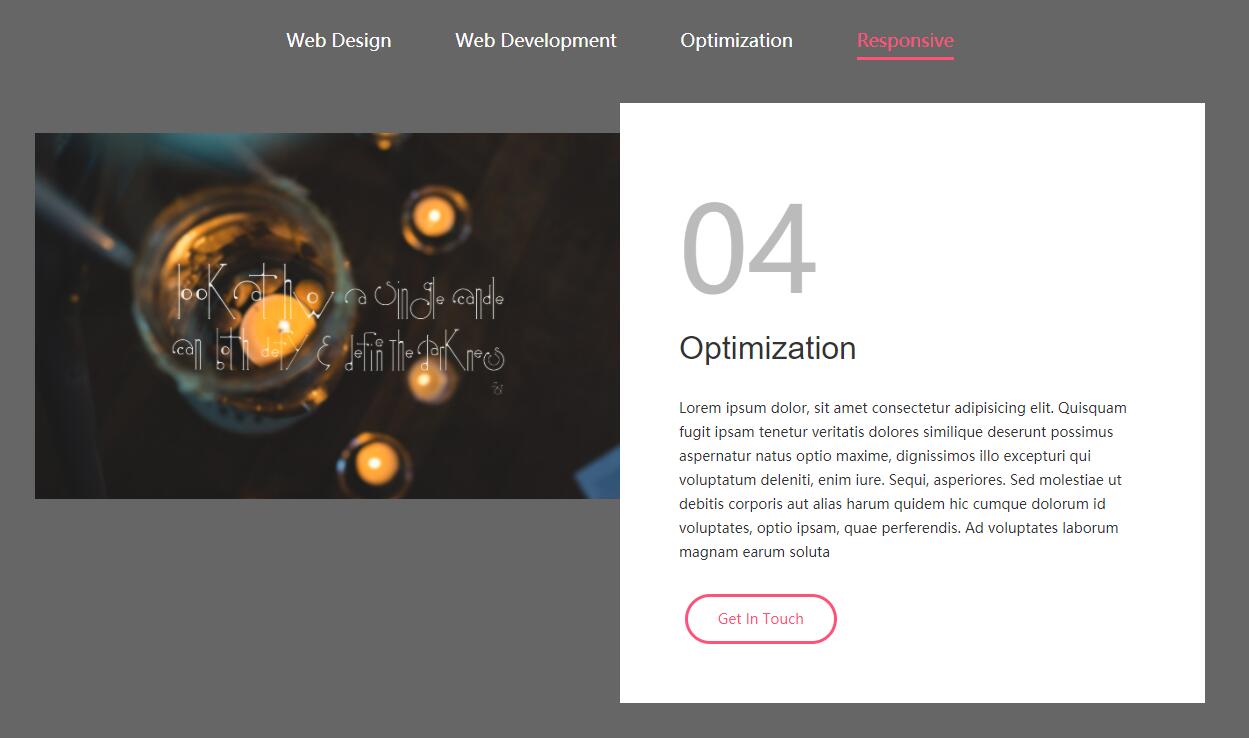 Web Design Web Development Optimization Responsive
looK at how a single candle
can both defy & define the darKness
04
Optimization
Lorem ipsum dolor, sit amet consectetur adipisicing elit. Quisquam
fugit ipsam tenetur veritatis dolores similique deserunt possimus
aspernatur natus optio maxime, dignissimos illo excepturi qui
voluptatum deleniti, enim iure. Sequi, asperiores. Sed molestiae ut
debitis corporis aut alias harum quidem hic cumque dolorum id
voluptates, optio ipsam, quae perferendis. Ad voluptates laborum
magnam earum soluta
Get In Touch